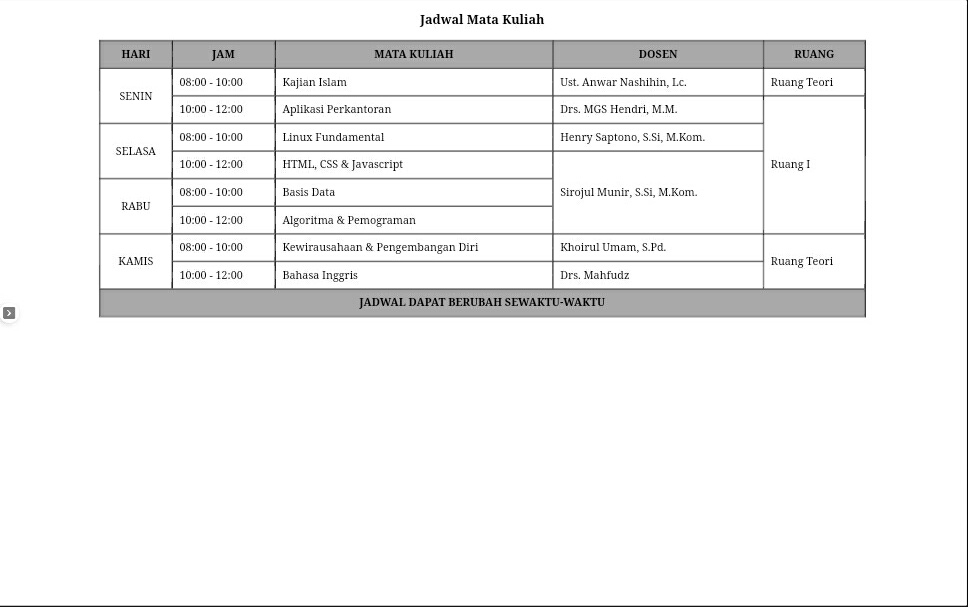 Jadwal Mata Kuliah
HARI JAM MATA KULIAH DOSEN RUANG
SENIN 08:00 - 10:00 Kajian Islam Ust. Anwar Nashihin, Lc. Ruang Teori
10:00 - 12:00 Aplikasi Perkantoran Drs. MGS Hendri, M.M. Ruang I
SELASA 08:00 - 10:00 Linux Fundamental Henry Saptono, S.Si, M.Kom.
10:00 - 12:00 HTML, CSS & Javascript Sirojul Munir, S.Si, M.Kom.
RABU 08:00 - 10:00 Basis Data
10:00 - 12:00 Algoritma & Pemograman
KAMIS 08:00 - 10:00 Kewirausahaan & Pengembangan Diri Khoirul Umam, S.Pd. Ruang Teori
10:00 - 12:00 Bahasa Inggris Drs. Mahfudz
JADWAL DAPAT BERUBAH SEWAKTU-WAKTU